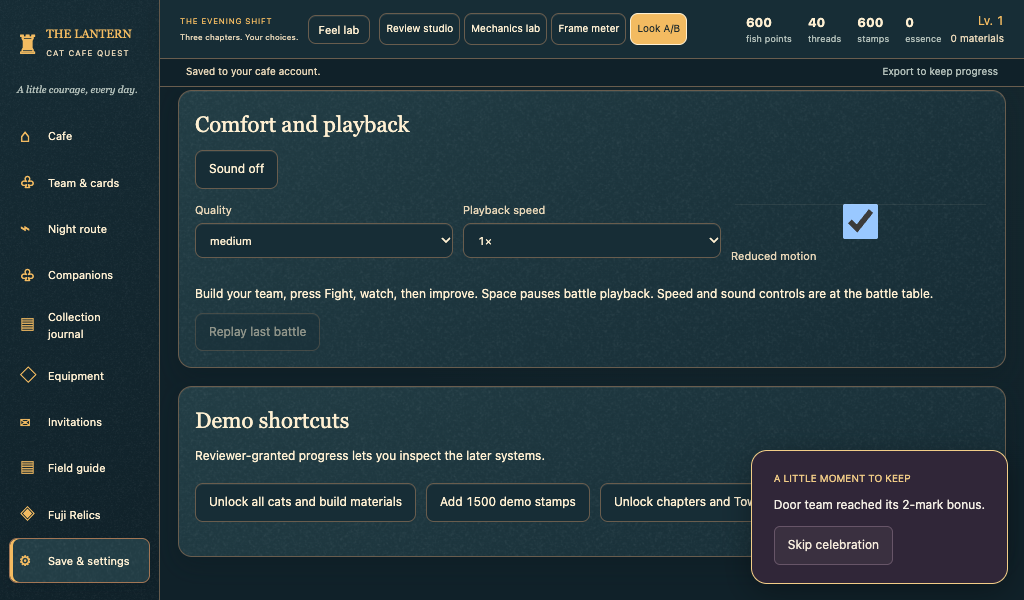 THE LANTERN
CAT CAFE QUEST
A little courage, every day.
Cafe
Team & cards
Night route
Companions
Collection
journal
Equipment
Invitations
Field guide
Fuji Relics
Save & settings
THE EVENING SHIFT
Three chapters. Your choices.
Feel lab
Review studio
Mechanics lab
Frame meter
Look A/B
600
fish points
40
threads
600
stamps
0
essence
Lv. 1
0 materials
Saved to your cafe account.
Export to keep progress
Comfort and playback
Sound off
Quality
Playback speed
medium
1×
Reduced motion
Build your team, press Fight, watch, then improve. Space pauses battle playback. Speed and sound controls are at the battle table.
Replay last battle
Demo shortcuts
Reviewer-granted progress lets you inspect the later systems.
Unlock all cats and build materials
Add 1500 demo stamps
Unlock chapters and
A LITTLE MOMENT TO KEEP
Door team reached its 2-mark bonus.
Skip celebration